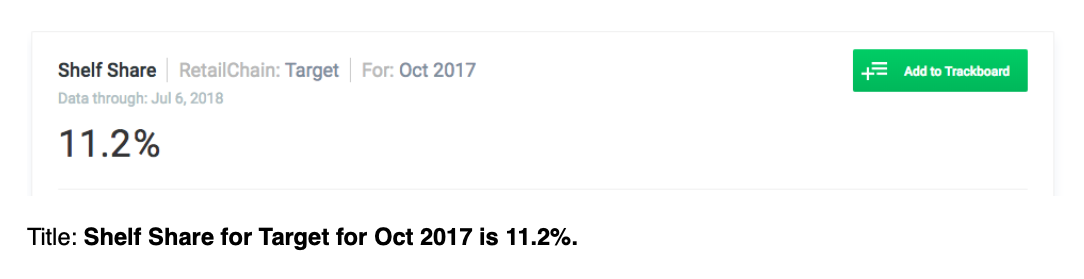 Shelf Share | RetailChain: Target | For: Oct 2017
Add to Trackboard
Data through: Jul 6, 2018
11.2%
Title: Shelf Share for Target for Oct 2017 is 11.2%.